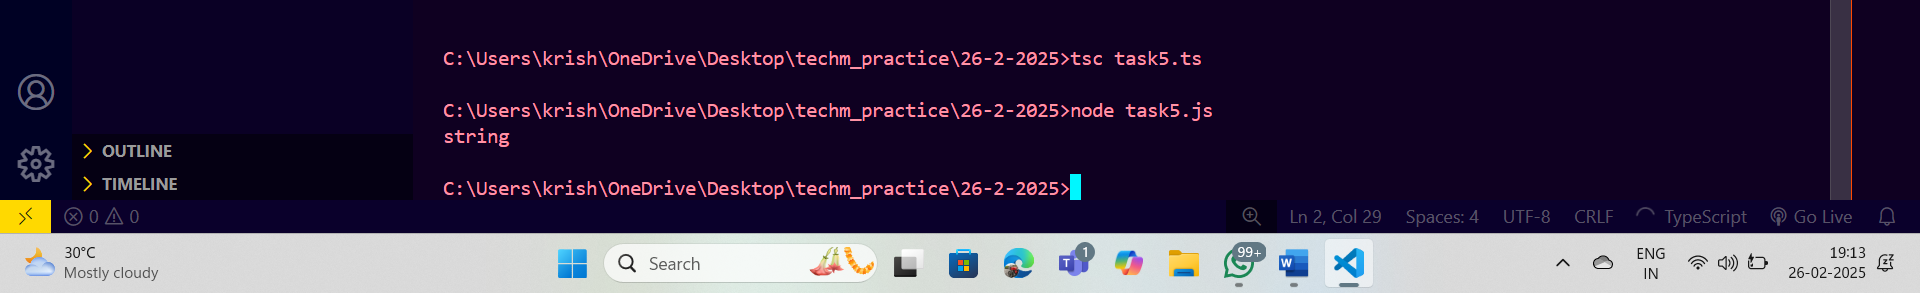 C:\Users\krish\OneDrive\Desktop\techm_practice\26-2-2025>tsc task5.ts
C:\Users\krish\OneDrive\Desktop\techm_practice\26-2-2025>node task5.js
string
C:\Users\krish\OneDrive\Desktop\techm_practice\26-2-2025>
OUTLINE
TIMELINE
0 0 Ln 2, Col 29 Spaces: 4 UTF-8 CRLF TypeScript Go Live
30°C
Mostly cloudy
Search
1
99+
W
ENG
IN
19:13
26-02-2025